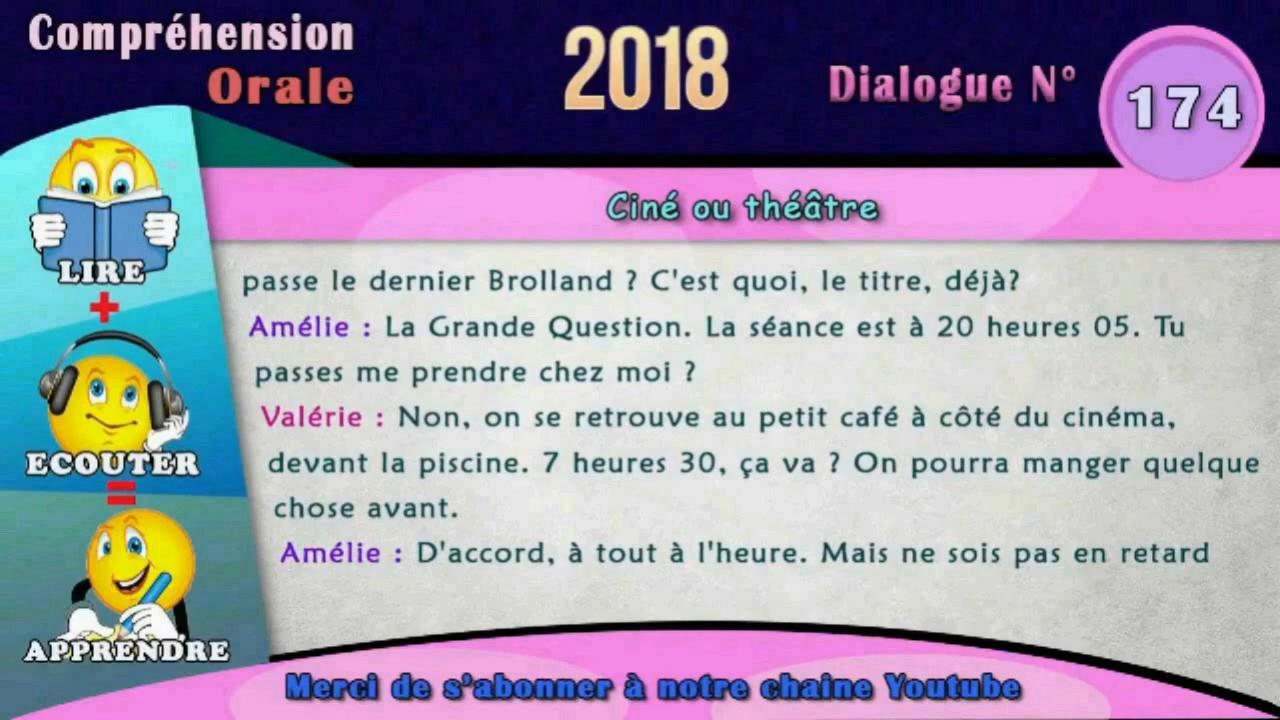 Compréhension
Orale
2018
Dialogue N°
174
Ciné ou théâtre
passe le dernier Brolland ? C'est quoi, le titre, déjà?
Amélie : La Grande Question. La séance est à 20 heures 05. Tu
passes me prendre chez moi ?
Valérie : Non, on se retrouve au petit café à côté du cinéma,
devant la piscine. 7 heures 30, ça va ? On pourra manger quelque
chose avant.
Amélie : D'accord, à tout à l'heure. Mais ne sois pas en retard
LIRE
+
ECOUTER
=
APPRENDRE
Merci de s'abonner à notre chaine Youtube